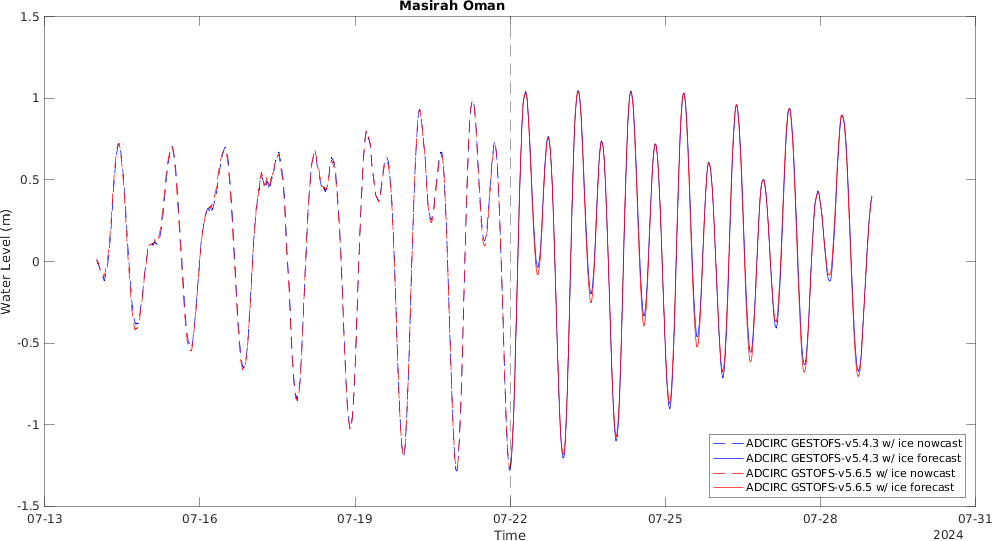 Masirah Oman
1.5
1
0.5
0
-0.5
-1
-1.5
Water Level (m)
07-13
07-16
07-19
07-22
07-25
07-28
07-31
Time
2024
ADCIRC GESTOFS-v5.4.3 w/ ice nowcast
ADCIRC GESTOFS-v5.4.3 w/ ice forecast
ADCIRC GSTOFS-v5.6.5 w/ ice nowcast
ADCIRC GSTOFS-v5.6.5 w/ ice forecast